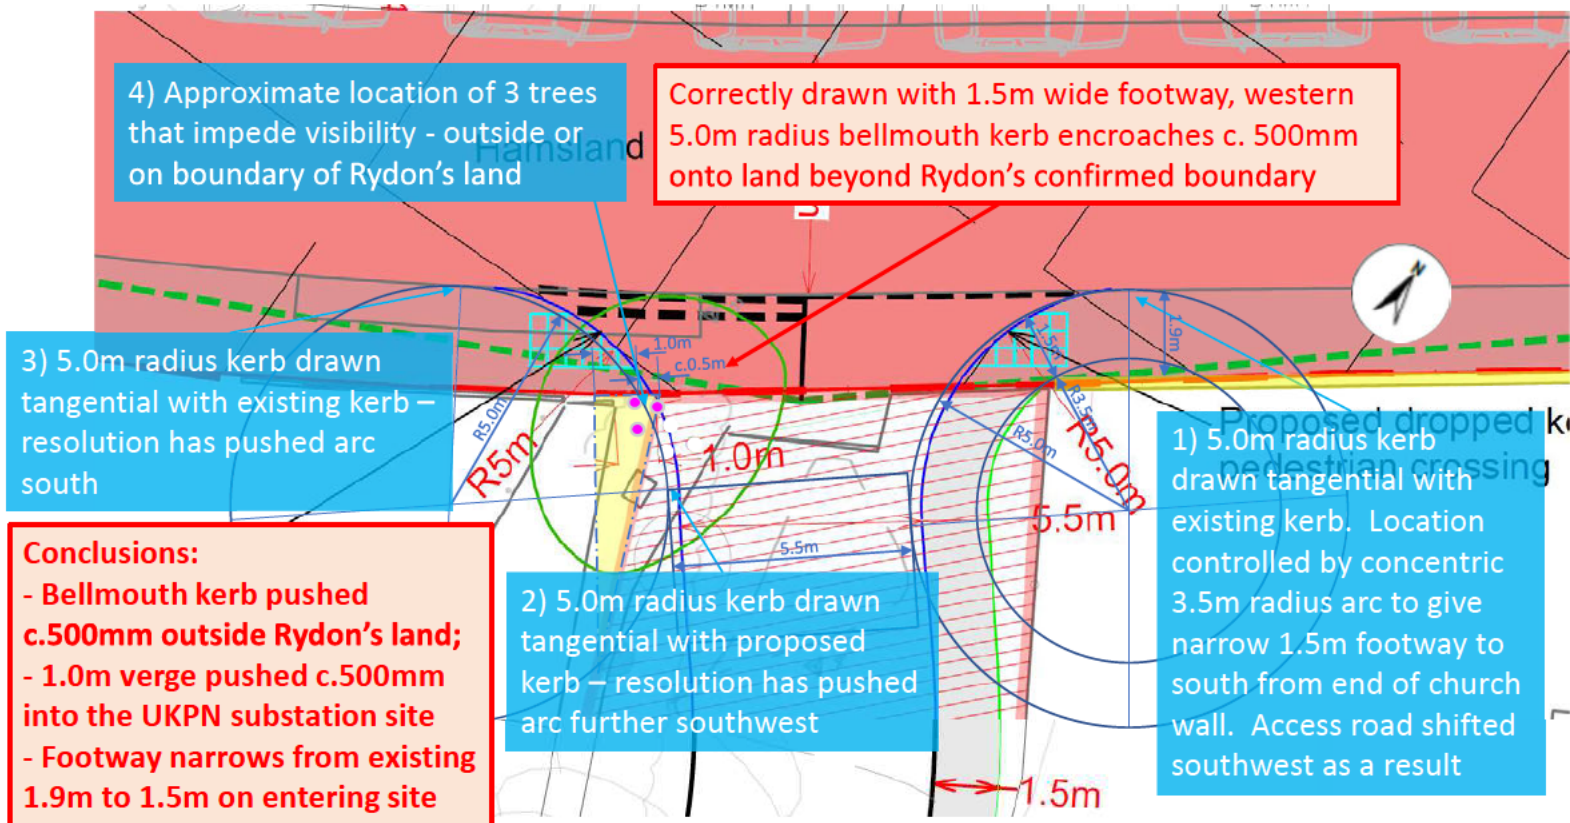 4) Approximate location of 3 trees
that impede visibility - outside or
on boundary of Rydon's land
Correctly drawn with 1.5m wide footway, western
5.0m radius bellmouth kerb encroaches c. 500mm
onto land beyond Rydon's confirmed boundary
Hamsland
N
3) 5.0m radius kerb drawn
tangential with existing kerb –
resolution has pushed arc
south
1.0m
c.0.5m
R5.0m
R5m
1.0m
5.5m
1.5m
1.9m
R3.5m
R5.0m
R5.0m
5.5m
Proposed dropped ke
pedestrian crossing
1) 5.0m radius kerb
drawn tangential with
existing kerb. Location
controlled by concentric
3.5m radius arc to give
narrow 1.5m footway to
south from end of church
wall. Access road shifted
southwest as a result
2) 5.0m radius kerb drawn
tangential with proposed
kerb – resolution has pushed
arc further southwest
Conclusions:
- Bellmouth kerb pushed
c.500mm outside Rydon's land;
- 1.0m verge pushed c.500mm
into the UKPN substation site
- Footway narrows from existing
1.9m to 1.5m on entering site
1.5m